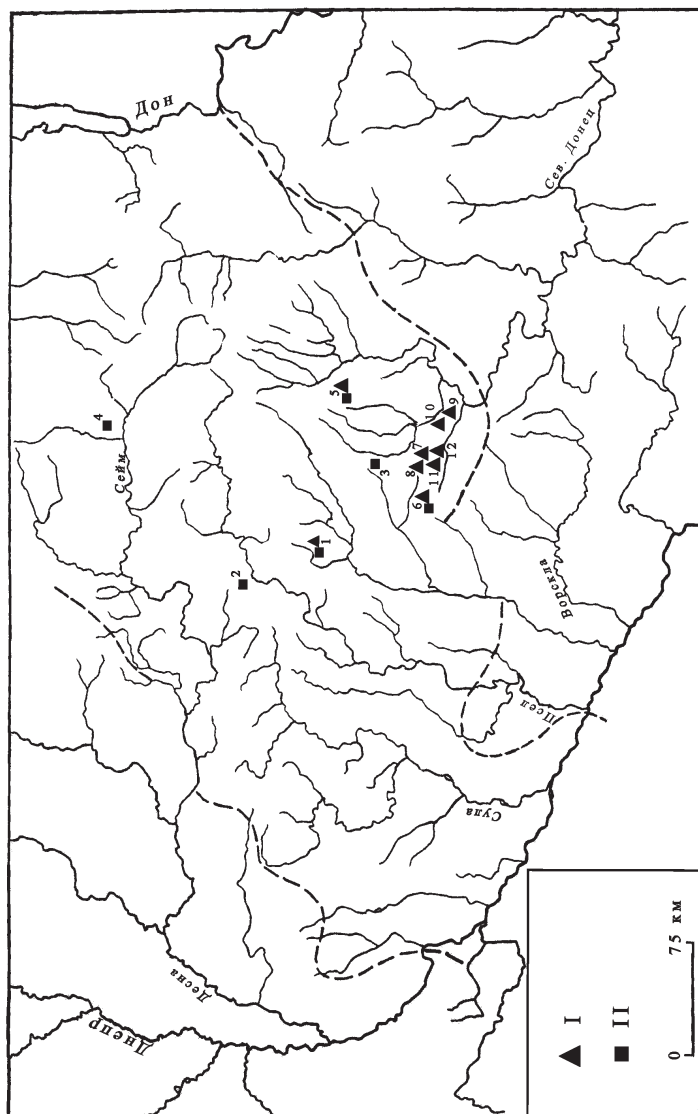 Днепр
Десна
Сула
Псел
Ворскла
Сейм
Дон
Сев. Донец
1
2
3
4
5
6
7
8
9
10
11
12
I
II
0 75 км